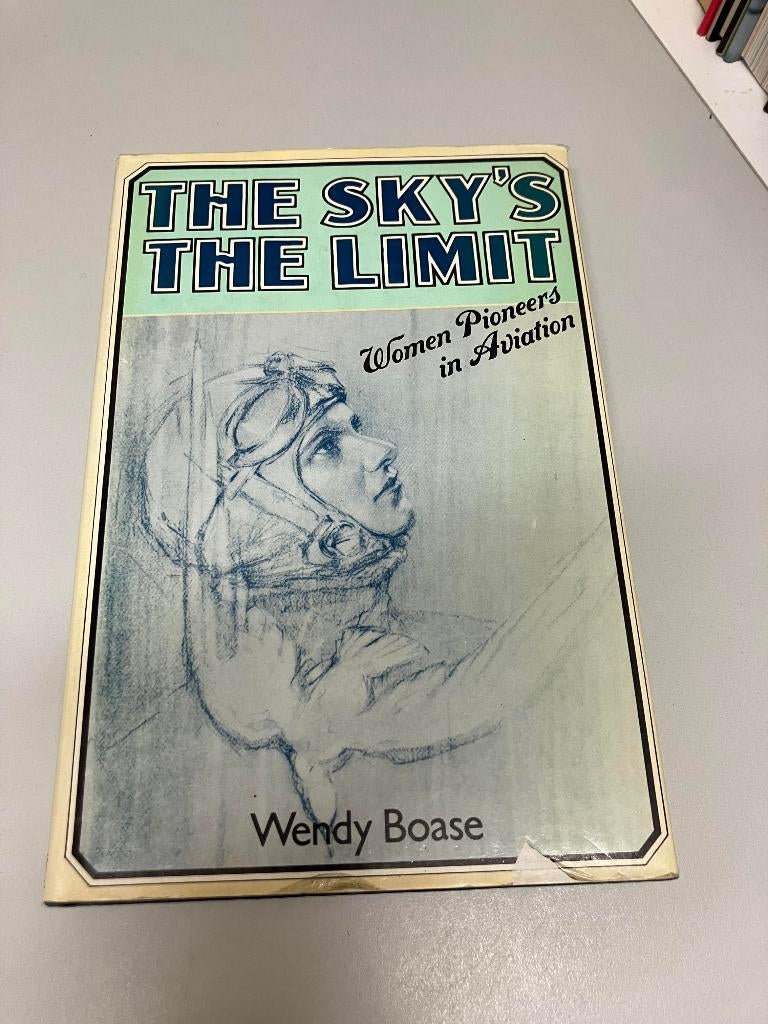 THE SKY'S
THE LIMIT
Women Pioneers
in Aviation
Wendy Boase